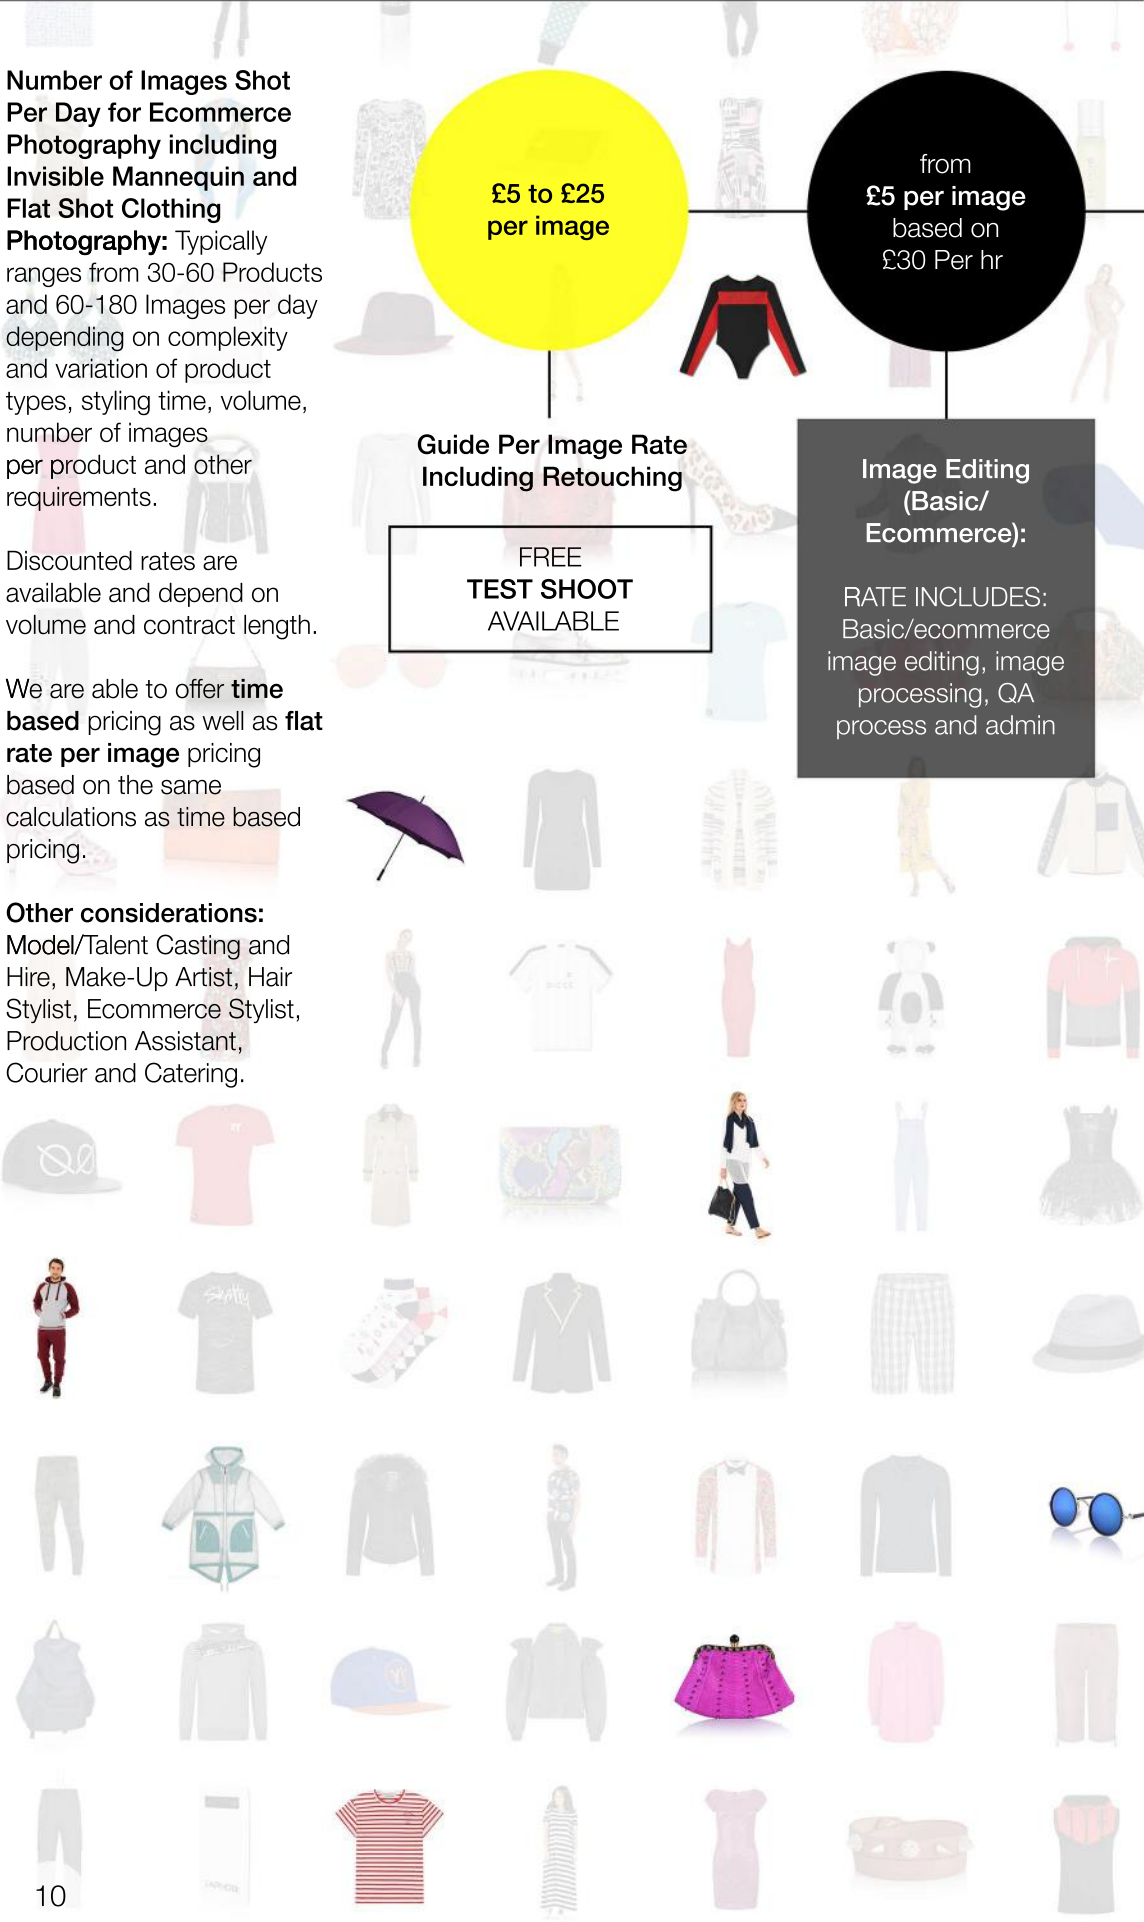 Number of Images Shot
Per Day for Ecommerce
Photography including
Invisible Mannequin and
Flat Shot Clothing
Photography: Typically
ranges from 30-60 Products
and 60-180 Images per day
depending on complexity
and variation of product
types, styling time, volume,
number of images
per product and other
requirements.
Discounted rates are
available and depend on
volume and contract length.
We are able to offer time
based pricing as well as flat
rate per image pricing
based on the same
calculations as time based
pricing.
Other considerations:
Model/Talent Casting and
Hire, Make-Up Artist, Hair
Stylist, Ecommerce Stylist,
Production Assistant,
Courier and Catering.
£5 to £25
per image
Guide Per Image Rate
Including Retouching
FREE
TEST SHOOT
AVAILABLE
from
£5 per image
based on
£30 Per hr
Image Editing
(Basic/
Ecommerce):
RATE INCLUDES:
Basic/ecommerce
image editing, image
processing, QA
process and admin
10